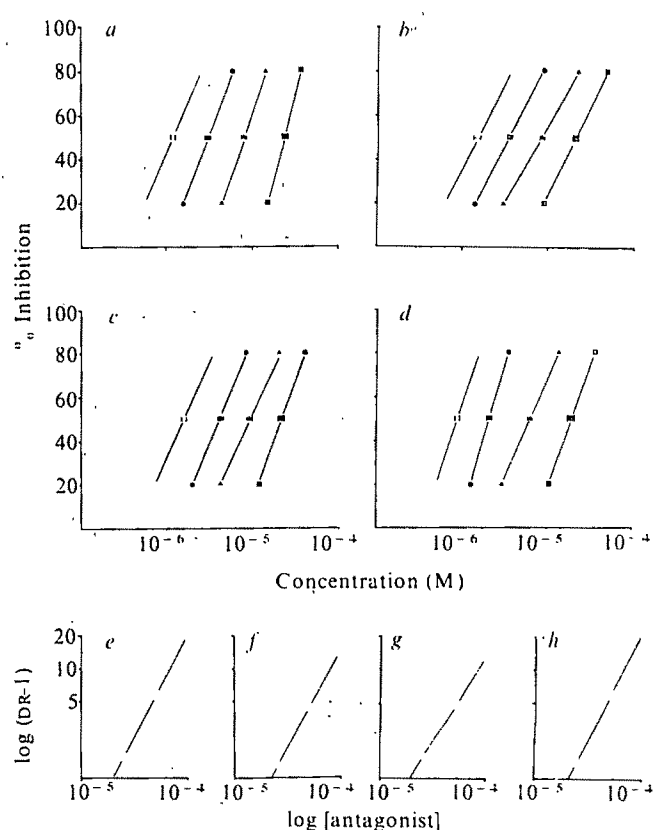 a
b
100
80
60
40
20
c
d
100
80
60
40
20
% Inhibition
10-6 10-5 10-4 10-6 10-5 10-4
Concentration (M)
e f g h
20
10
5
log (DR-1)
10-5 10-4 10-5 10-4 10-5 10-4 10-5 10-4
log [antagonist]